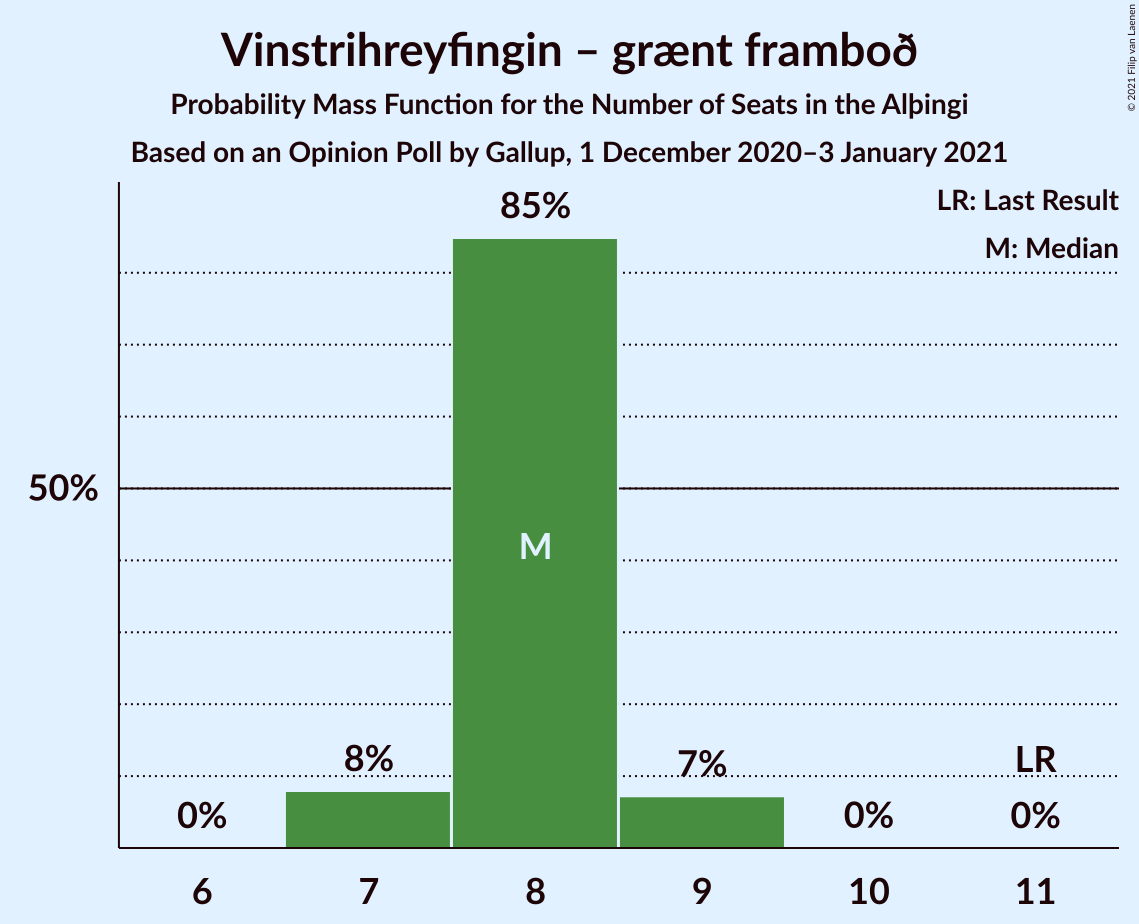 Vinstrihreyfingin – grænt framboð
Probability Mass Function for the Number of Seats in the Alþingi
Based on an Opinion Poll by Gallup, 1 December 2020–3 January 2021
© 2021 Filip van Laenen
LR: Last Result
M: Median
85%
50%
M
8%
7%
LR
0%
0%
0%
6
7
8
9
10
11